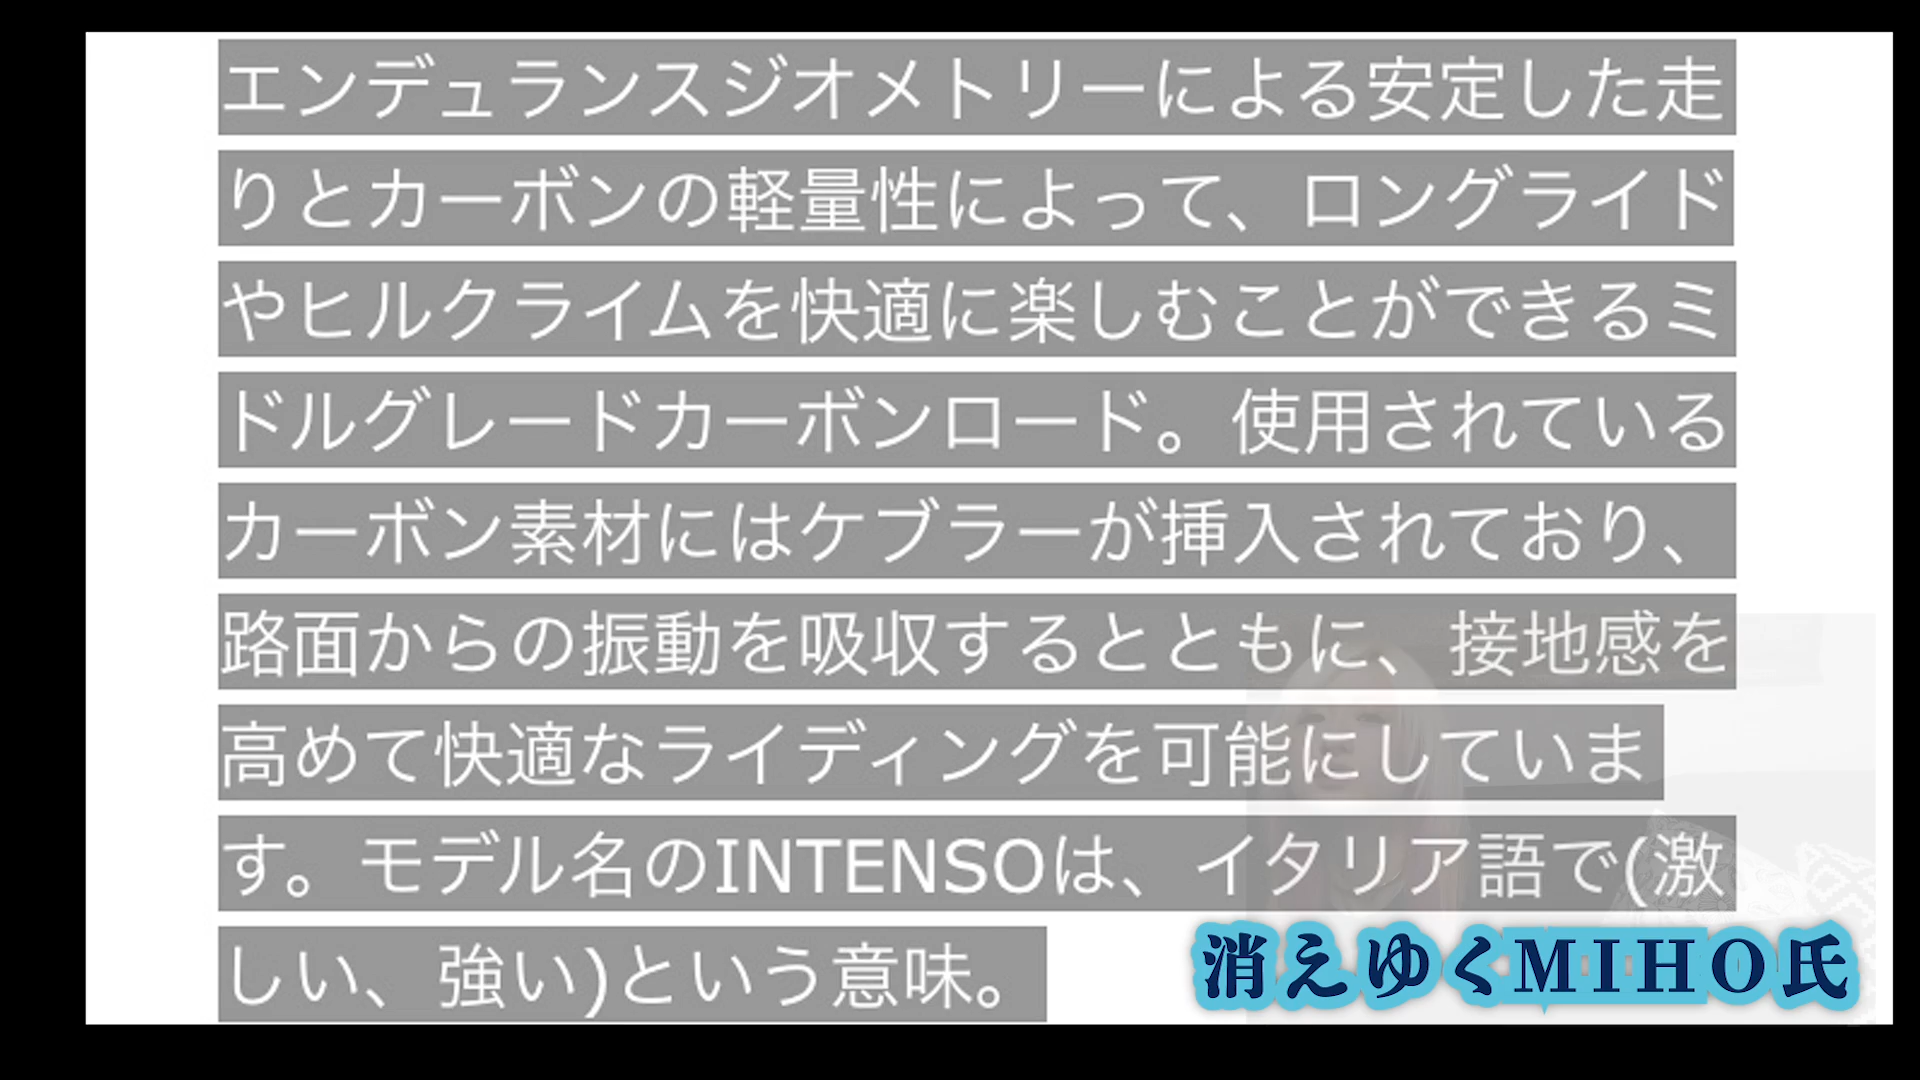 エンデュランスジオメトリーによる安定した走
りとカーボンの軽量性によって、ロングライド
やヒルクライムを快適に楽しむことができるミ
ドルグレードカーボンロード。使用されている
カーボン素材にはケブラーが挿入されており、
路面からの振動を吸収するとともに、接地感を
高めて快適なライディングを可能にしていま
す。モデル名のINTENSOは、イタリア語で(激
しい、強い)という意味。
消えゆくMIHO氏